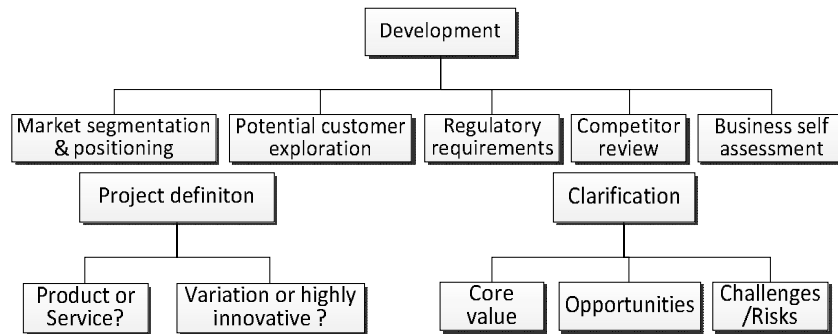 Development
Market segmentation
& positioning
Potential customer
exploration
Regulatory
requirements
Competitor
review
Business self
assessment
Project definiton
Clarification
Product or
Service?
Variation or highly
innovative ?
Core
value
Opportunities
Challenges
/Risks